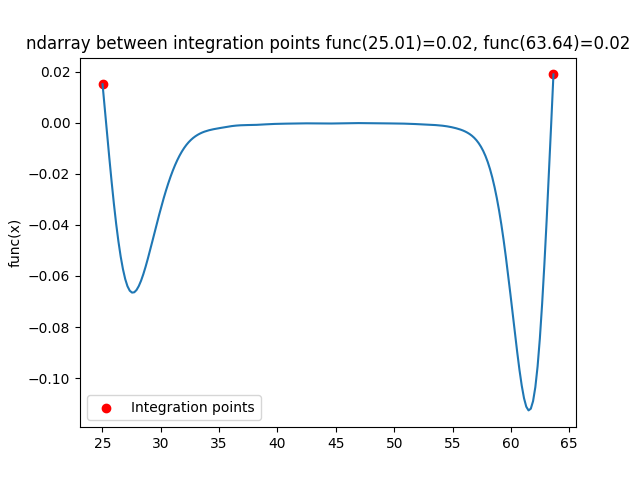 ndarray between integration points func(25.01)=0.02, func(63.64)=0.02
0.02
0.00
−0.02
−0.04
−0.06
−0.08
−0.10
func(x)
Integration points
25 30 35 40 45 50 55 60 65